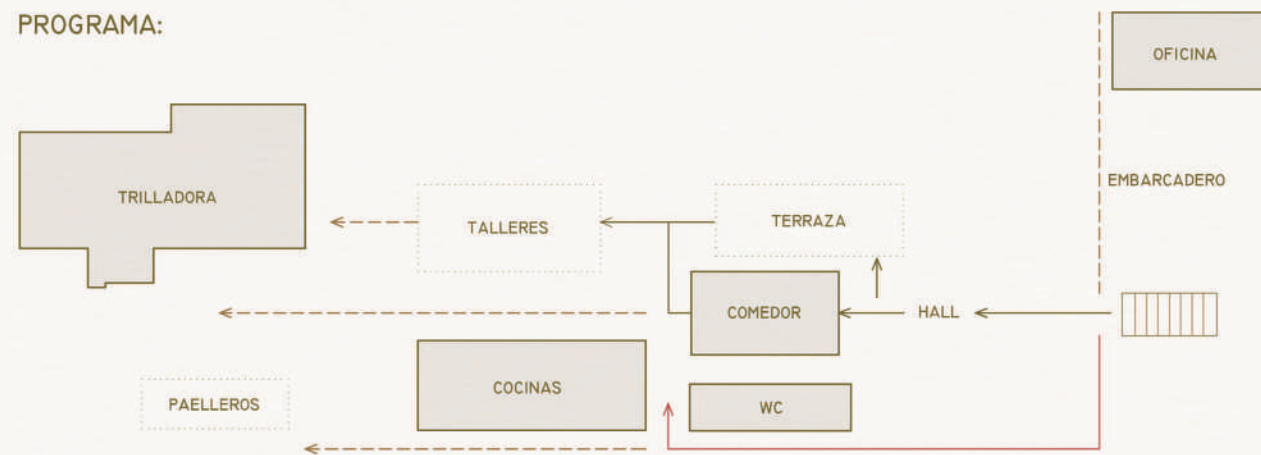 PROGRAMA:
OFICINA
EMBARCADERO
TRILLADORA
TALLERES
TERRAZA
COMEDOR
HALL
COCINAS
PAELLEROS
WC